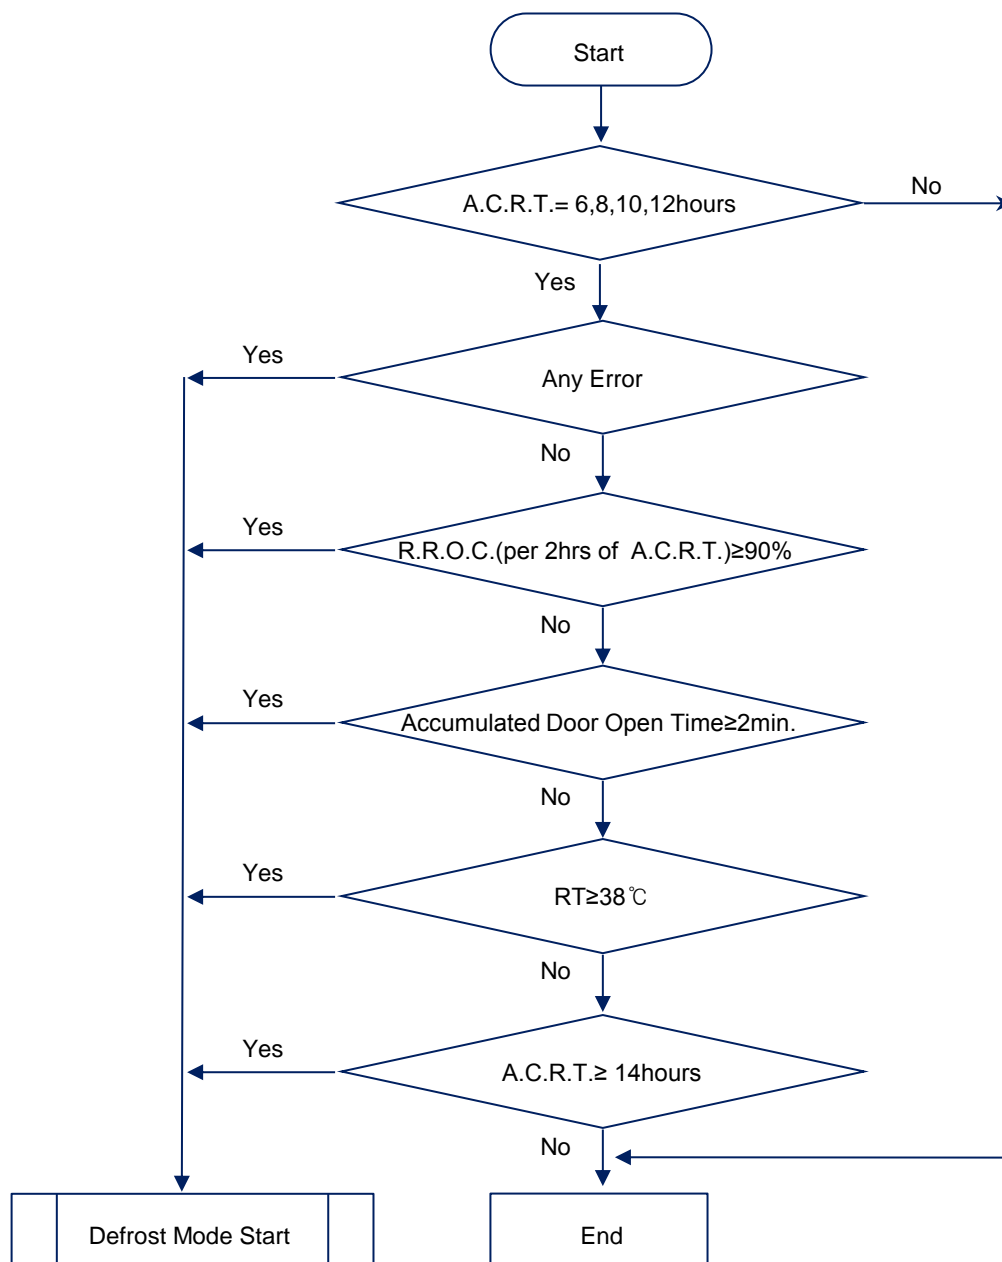 Start
A.C.R.T.= 6,8,10,12hours
No
Yes
Any Error
Yes
No
R.R.O.C.(per 2hrs of A.C.R.T.)≥90%
Yes
No
Accumulated Door Open Time≥2min.
Yes
No
RT≥38℃
Yes
No
A.C.R.T.≥ 14hours
Yes
No
Defrost Mode Start
End